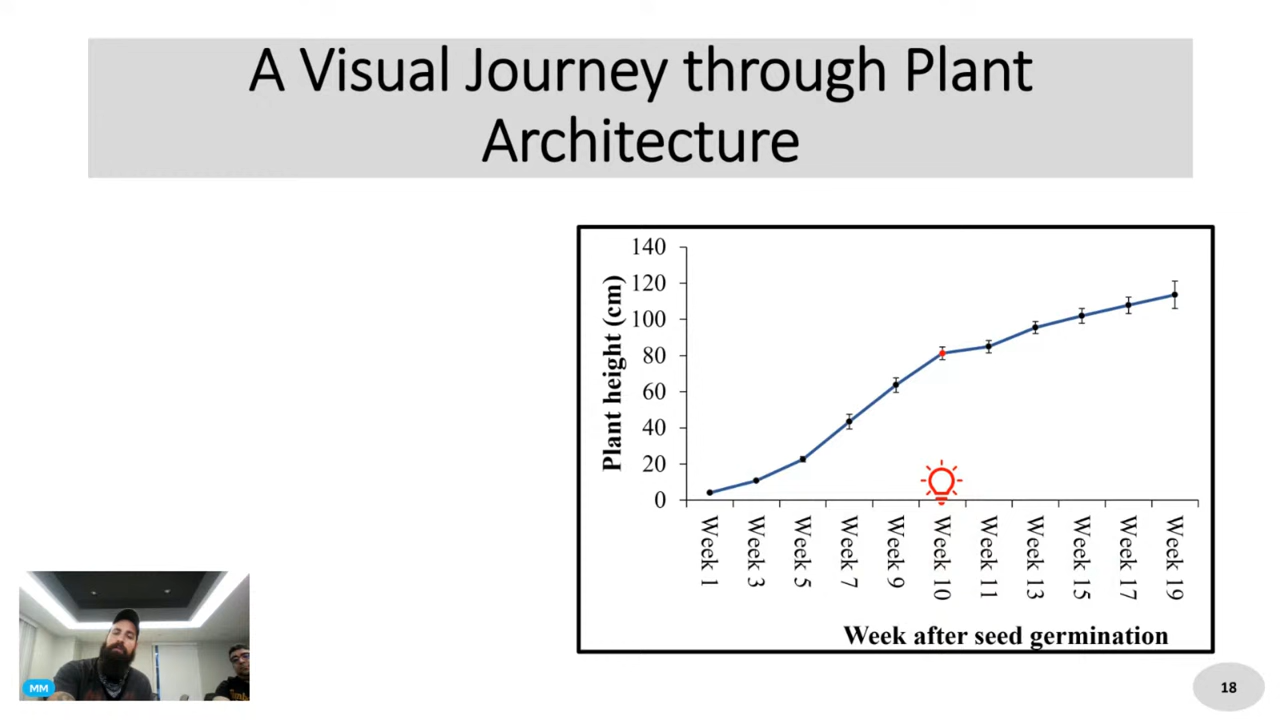 A Visual Journey through Plant
Architecture
140
120
100
80
60
40
20
0
Plant height (cm)
Week 1
Week 3
Week 5
Week 7
Week 9
Week 10
Week 11
Week 13
Week 15
Week 17
Week 19
Week after seed germination
MM
18